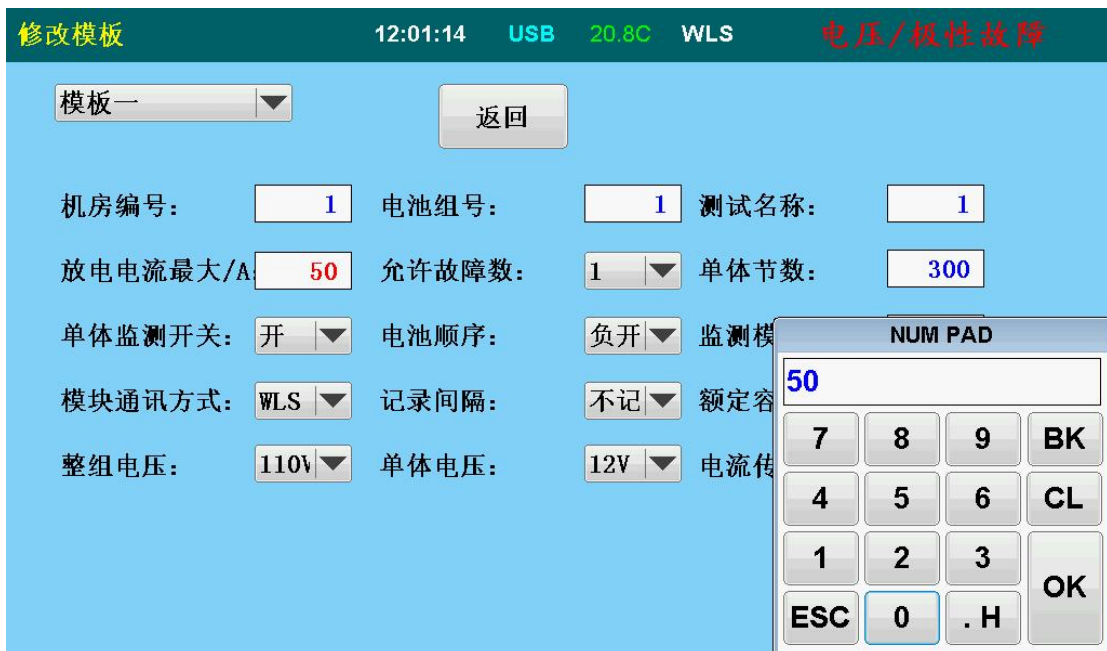 修改模板 12:01:14 USB 20.8C WLS 电压/极性故障
模板一 返回
机房编号： 1 电池组号： 1 测试名称： 1
放电电流最大/A: 50 允许故障数： 1 单体节数： 300
单体监测开关： 开 电池顺序： 负开 监测模
模块通讯方式： WLS 记录间隔： 不记 额定容
整组电压： 110V 单体电压： 12V 电流传
NUM PAD
50
7 8 9 BK
4 5 6 CL
1 2 3 OK
ESC 0 . H